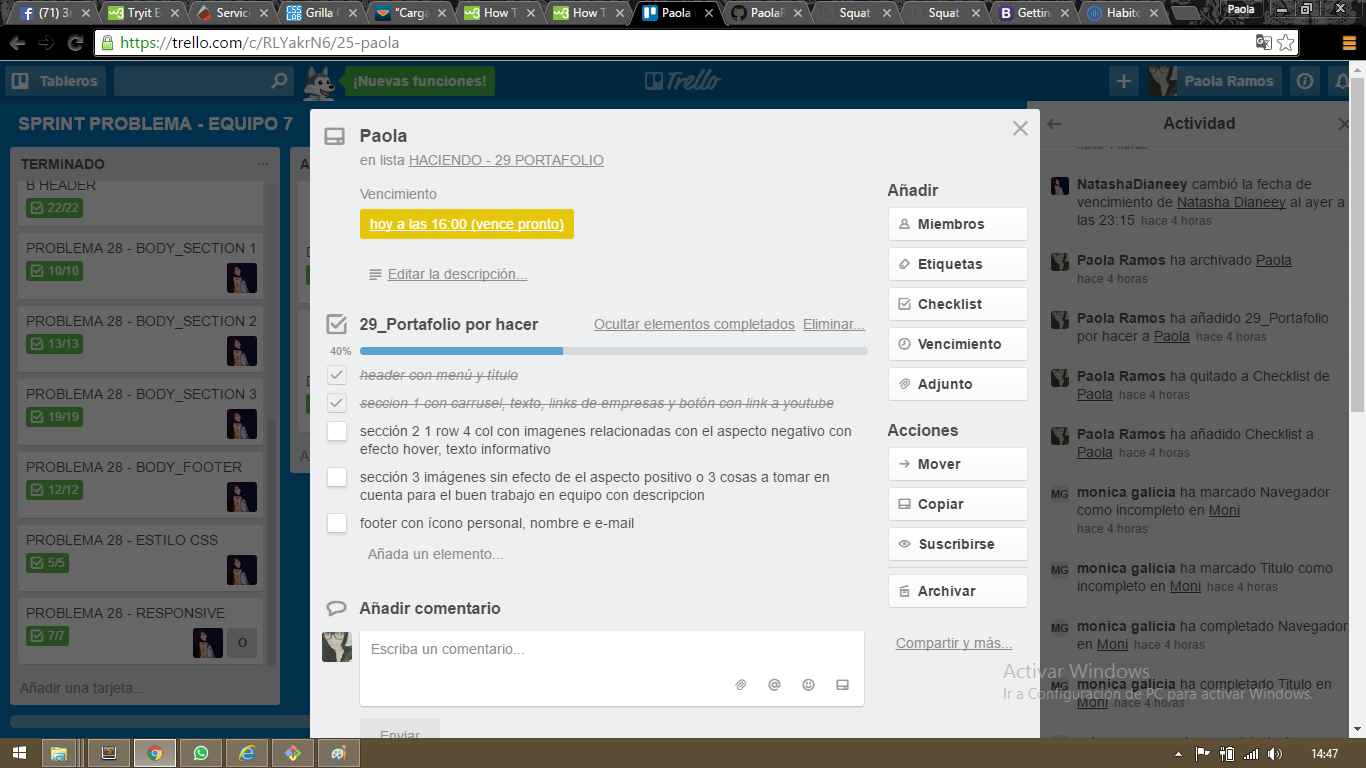 (71) 3
Tryit E
Servici
Grilla
"Carga
How T
How T
Paola
PaolaR
Squat
Squat
Gettin
Habito
Paola
https://trello.com/c/RLYakrN6/25-paola
Tableros
¡Nuevas funciones!
Trello
Paola Ramos
SPRINT PROBLEMA - EQUIPO 7
TERMINADO
B HEADER
22/22
PROBLEMA 28 - BODY_SECTION 1
10/10
PROBLEMA 28 - BODY_SECTION 2
13/13
PROBLEMA 28 - BODY_SECTION 3
19/19
PROBLEMA 28 - BODY_FOOTER
12/12
PROBLEMA 28 - ESTILO CSS
5/5
PROBLEMA 28 - RESPONSIVE
7/7
O
Añadir una tarjeta...
Paola
en lista HACIENDO - 29 PORTAFOLIO
Vencimiento
hoy a las 16:00 (vence pronto)
Editar la descripción...
29_Portafolio por hacer
Ocultar elementos completados Eliminar...
40%
header con menú y título
seccion 1 con carrusel, texto, links de empresas y botón con link a youtube
sección 2 1 row 4 col con imagenes relacionadas con el aspecto negativo con
efecto hover, texto informativo
sección 3 imágenes sin efecto de el aspecto positivo o 3 cosas a tomar en
cuenta para el buen trabajo en equipo con descripcion
footer con ícono personal, nombre e e-mail
Añada un elemento...
Añadir comentario
Escriba un comentario...
Enviar
Añadir
Miembros
Etiquetas
Checklist
Vencimiento
Adjunto
Acciones
Mover
Copiar
Suscribirse
Archivar
Compartir y más...
Actividad
hace 4 horas
NatashaDianeey cambió la fecha de
vencimiento de Natasha Dianeey al ayer a
las 23:15 hace 4 horas
Paola Ramos ha archivado Paola
hace 4 horas
Paola Ramos ha añadido 29_Portafolio
por hacer a Paola hace 4 horas
Paola Ramos ha quitado a Checklist de
Paola hace 4 horas
Paola Ramos ha añadido Checklist a
Paola hace 4 horas
MG
monica galicia ha marcado Navegador
como incompleto en Moni
hace 4 horas
MG
monica galicia ha marcado Titulo como
incompleto en Moni hace 4 horas
MG
monica galicia ha completado Navegador
en Moni hace 4 horas
MG
monica galicia ha completado Titulo en
Moni hace 4 horas
Activar Windows
Ir a Configuración de PC para activar Windows.
14:47